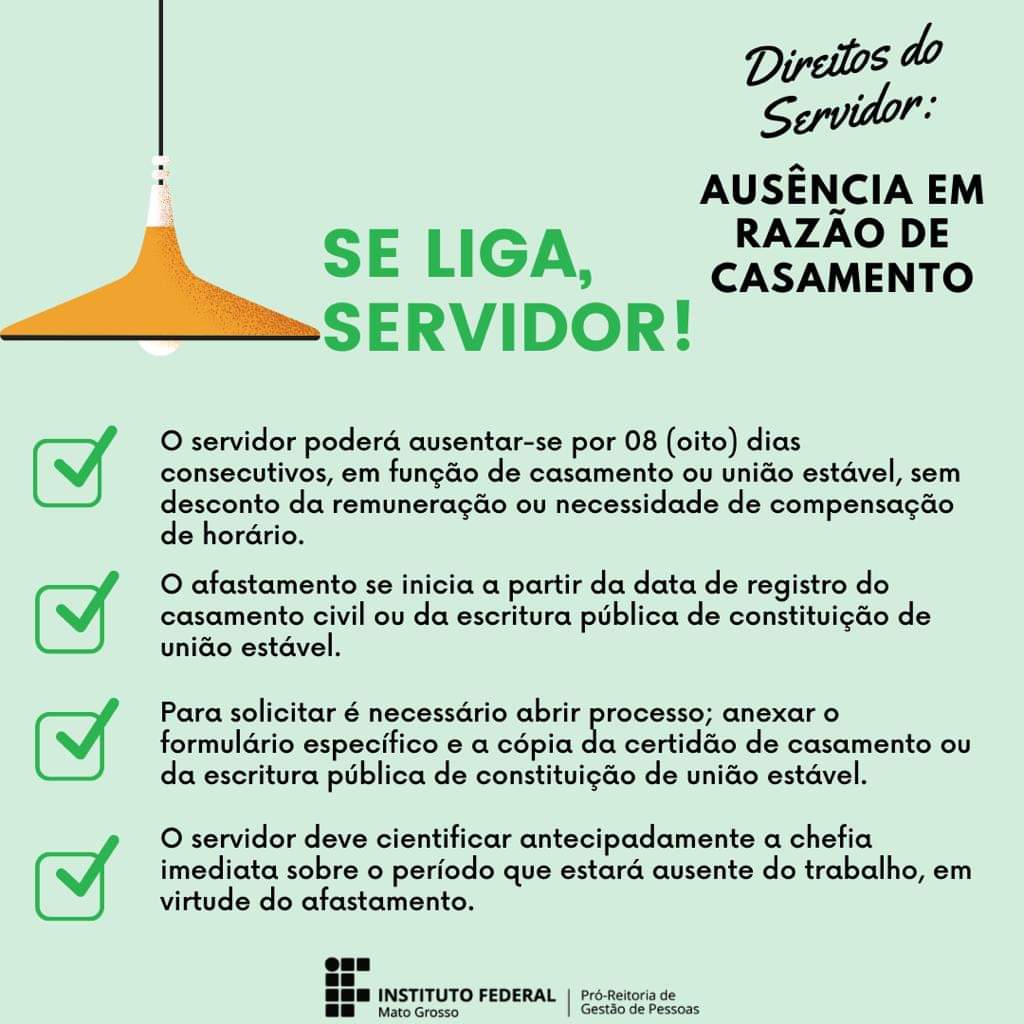 Direitos do
Servidor:
AUSÊNCIA EM
RAZÃO DE
CASAMENTO
SE LIGA,
SERVIDOR!
O servidor poderá ausentar-se por 08 (oito) dias
consecutivos, em função de casamento ou união estável, sem
desconto da remuneração ou necessidade de compensação
de horário.
O afastamento se inicia a partir da data de registro do
casamento civil ou da escritura pública de constituição de
união estável.
Para solicitar é necessário abrir processo; anexar o
formulário específico e a cópia da certidão de casamento ou
da escritura pública de constituição de união estável.
O servidor deve cientificar antecipadamente a chefia
imediata sobre o período que estará ausente do trabalho, em
virtude do afastamento.
INSTITUTO FEDERAL
Mato Grosso
Pró-Reitoria de
Gestão de Pessoas